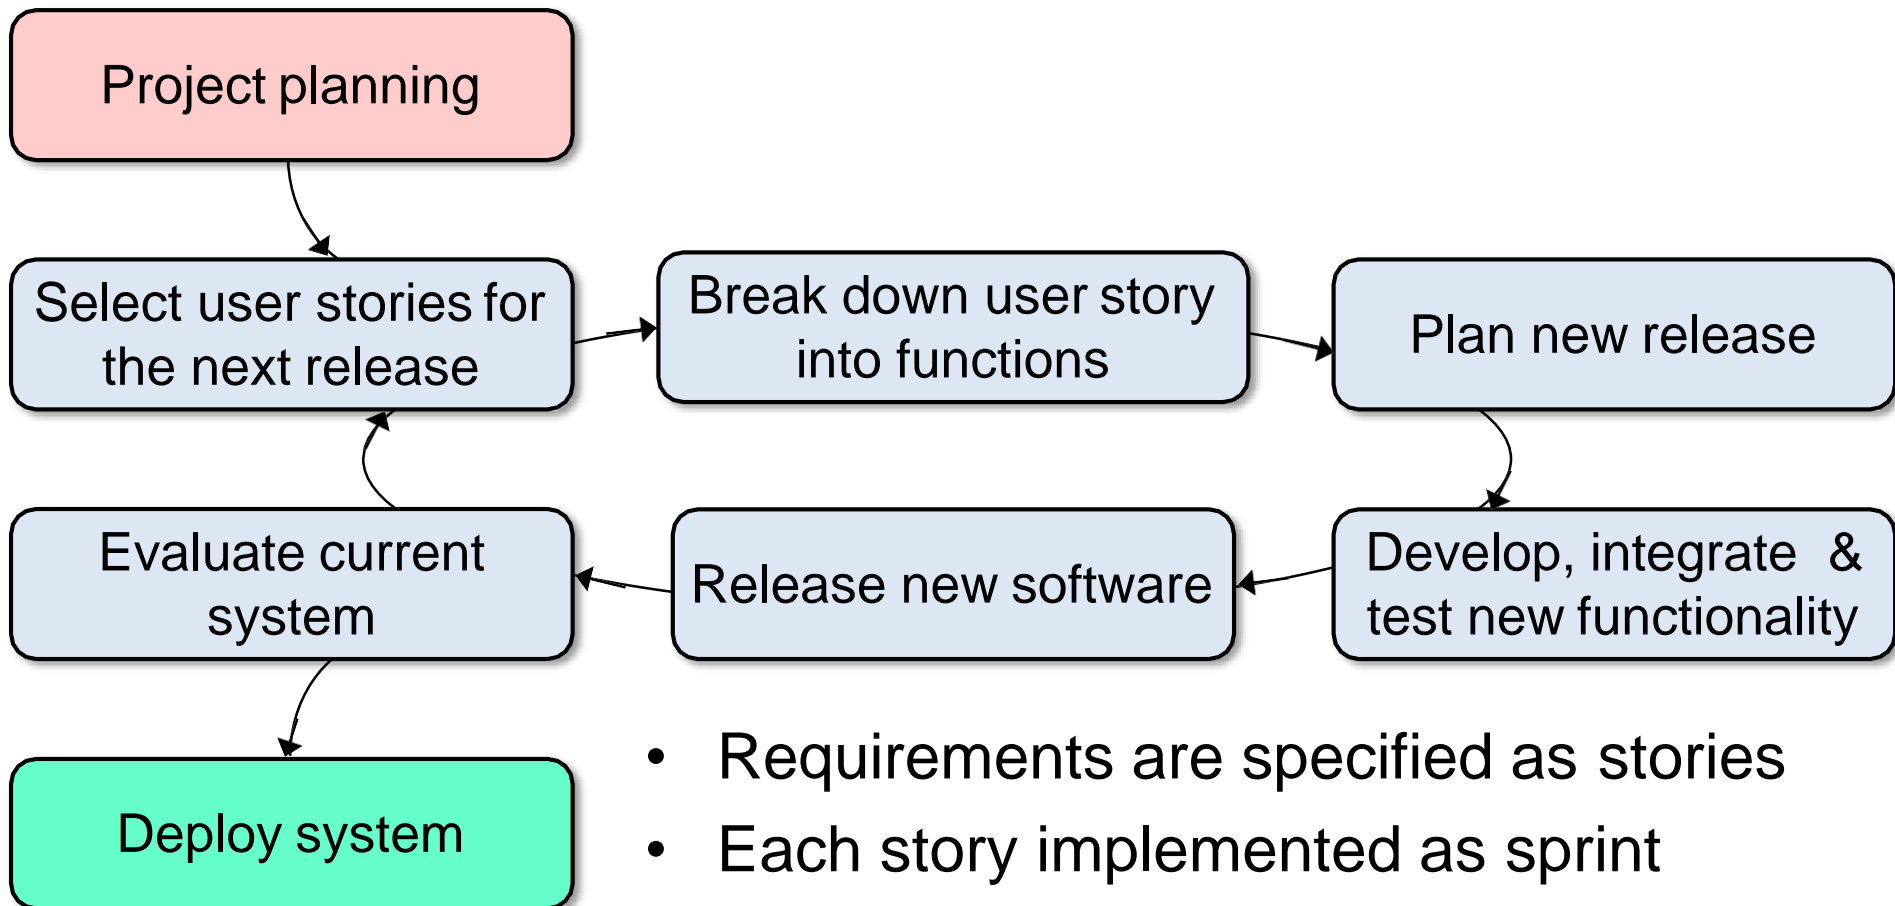 Project planning
Select user stories for
the next release
Break down user story
into functions
Plan new release
Evaluate current
system
Release new software
Develop, integrate & 
test new functionality
Deploy system
• Requirements are specified as stories
• Each story implemented as sprint